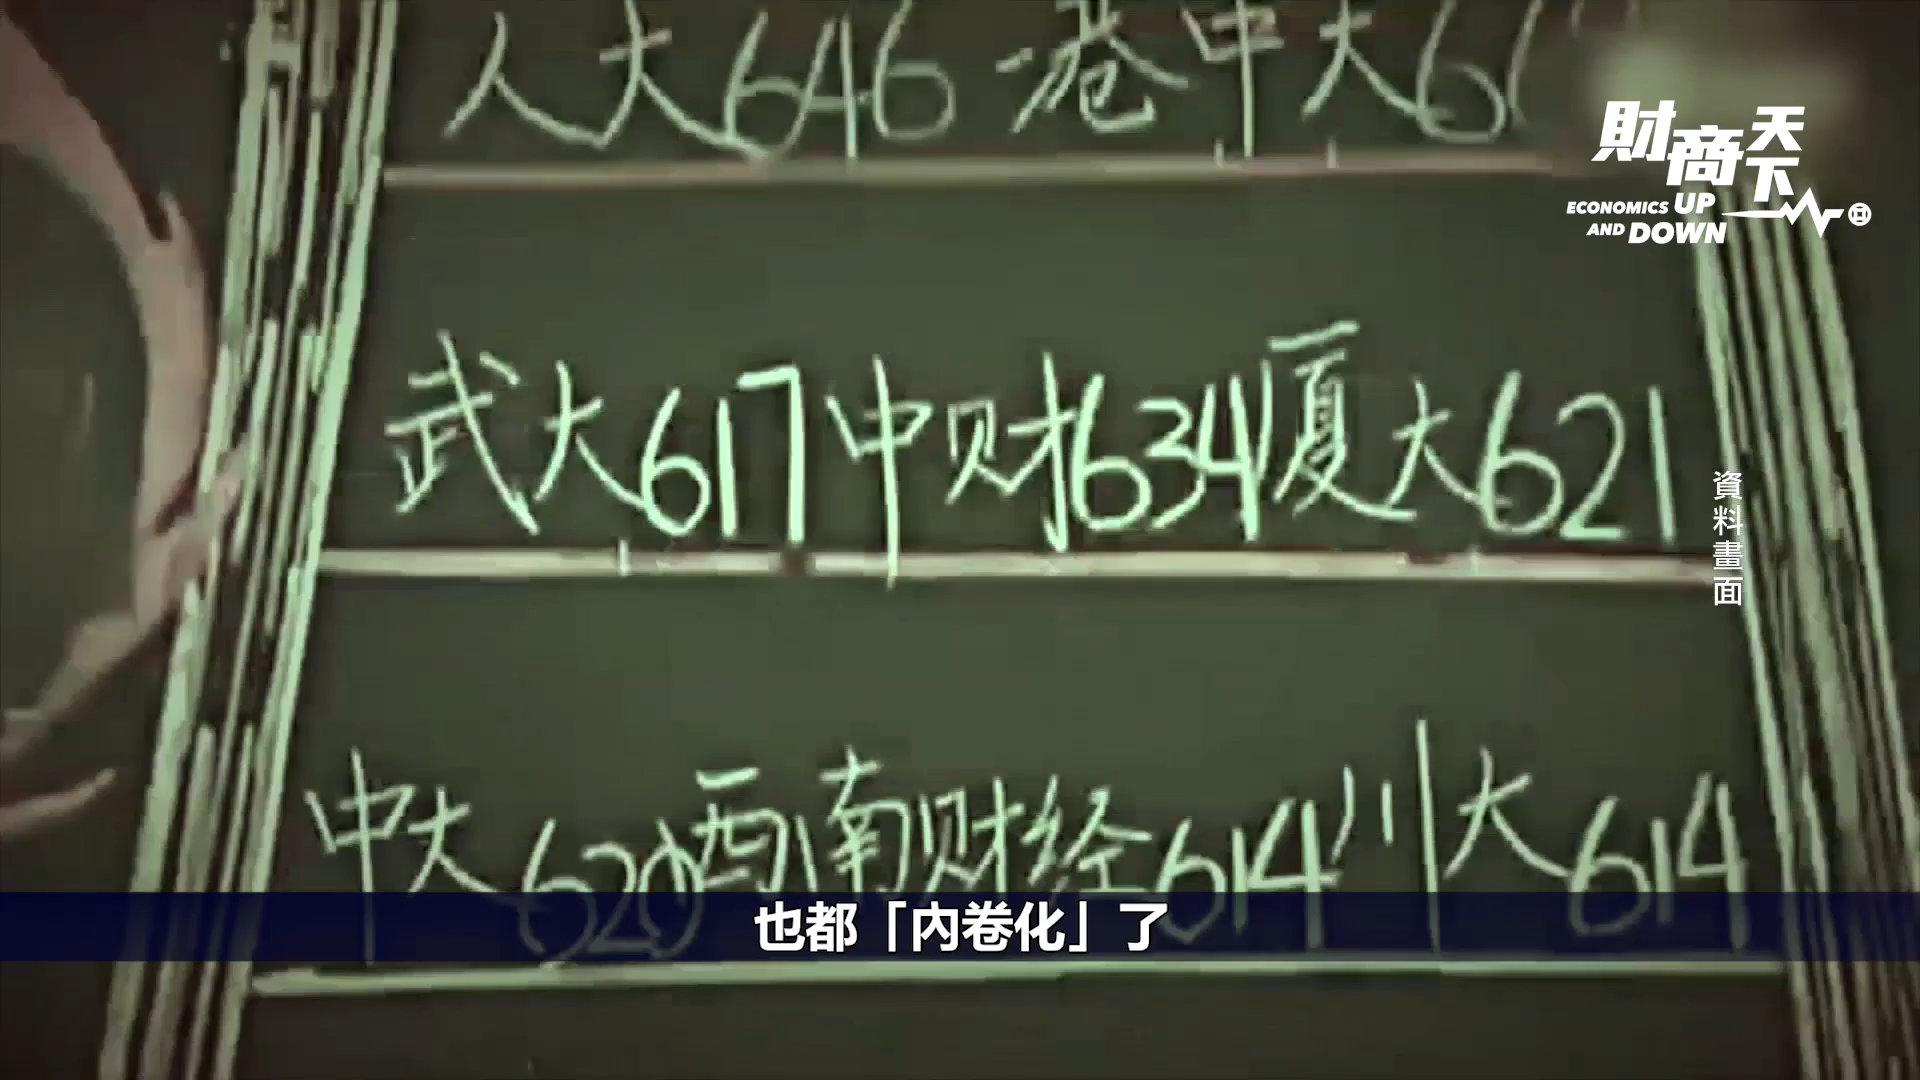 人大646 港中大6
財商天下
ECONOMICS UP
AND DOWN
武大617 中财634 厦大621
資料畫面
中大620 西南财经614 川大614
也都「內卷化」了